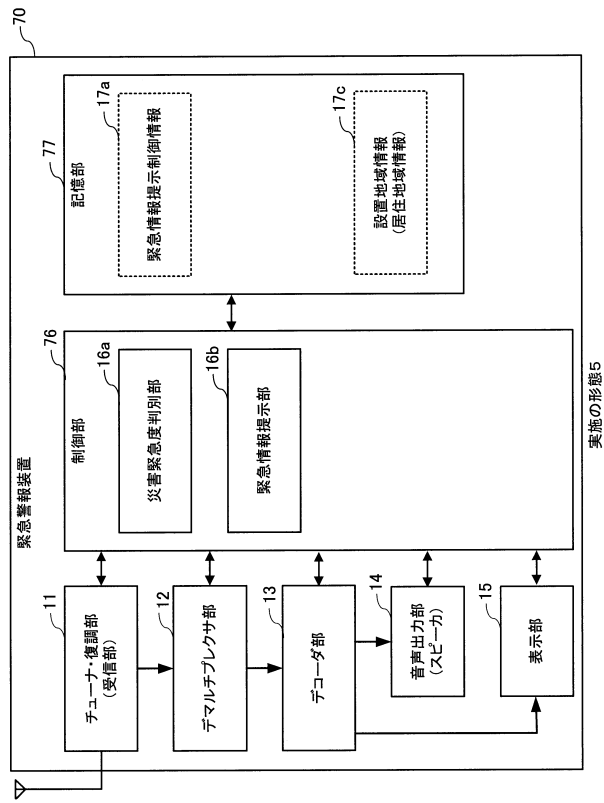 70
緊急警報装置
11
チューナ・復調部
(受信部)
12
デマルチプレクサ部
13
デコーダ部
14
音声出力部
(スピーカ)
15
表示部
76
制御部
16a
災害緊急度判別部
16b
緊急情報提示部
77
記憶部
17a
緊急情報提示制御情報
17c
設置地域情報
(居住地域情報)
実施の形態5